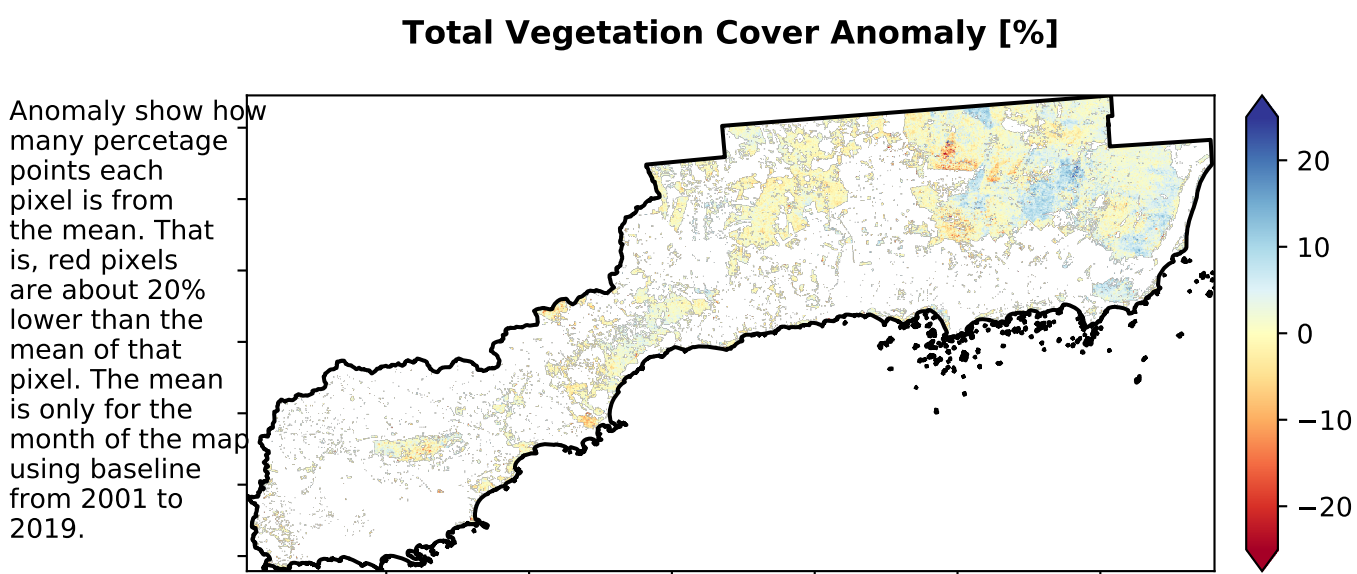 Total Vegetation Cover Anomaly [%]
Anomaly show how
many percetage
points each
pixel is from
the mean. That
is, red pixels
are about 20%
lower than the
mean of that
pixel. The mean
is only for the
month of the map
using baseline
from 2001 to
2019.
20
10
0
−10
−20